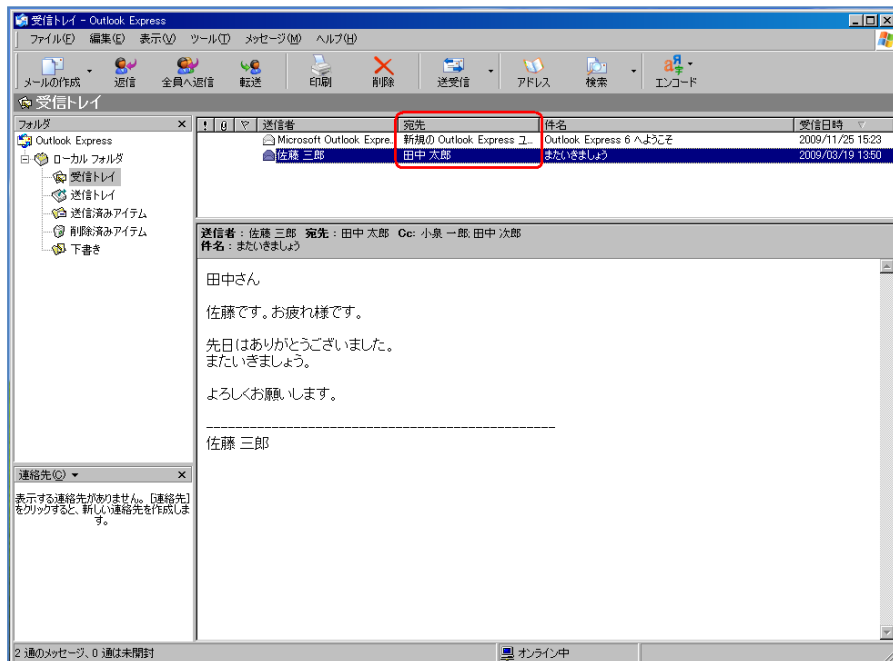 受信トレイ - Outlook Express
ファイル(F) 編集(E) 表示(V) ツール(T) メッセージ(M) ヘルプ(H)
メールの作成 返信 全員へ返信 転送 印刷 削除 送受信 アドレス 検索 エンコード
受信トレイ
フォルダ
Outlook Express
ローカル フォルダ
受信トレイ
送信トレイ
送信済みアイテム
削除済みアイテム
下書き
! 送信者 宛先 件名 受信日時
Microsoft Outlook Expre... 新規の Outlook Express ユ... Outlook Express 6 へようこそ 2009/11/25 15:23
佐藤 三郎 田中 太郎 またいきましょう 2009/03/19 13:50
送信者 : 佐藤 三郎 宛先 : 田中 太郎 Cc: 小泉 一郎; 田中 次郎
件名 : またいきましょう
田中さん
佐藤です。お疲れ様です。
先日はありがとうございました。
またいきましょう。
よろしくお願いします。
------------------------------------------------
佐藤 三郎
連絡先(C)
表示する連絡先がありません。[連絡先]
をクリックすると、新しい連絡先を作成しま
す。
2 通のメッセージ、0 通は未開封 オンライン中